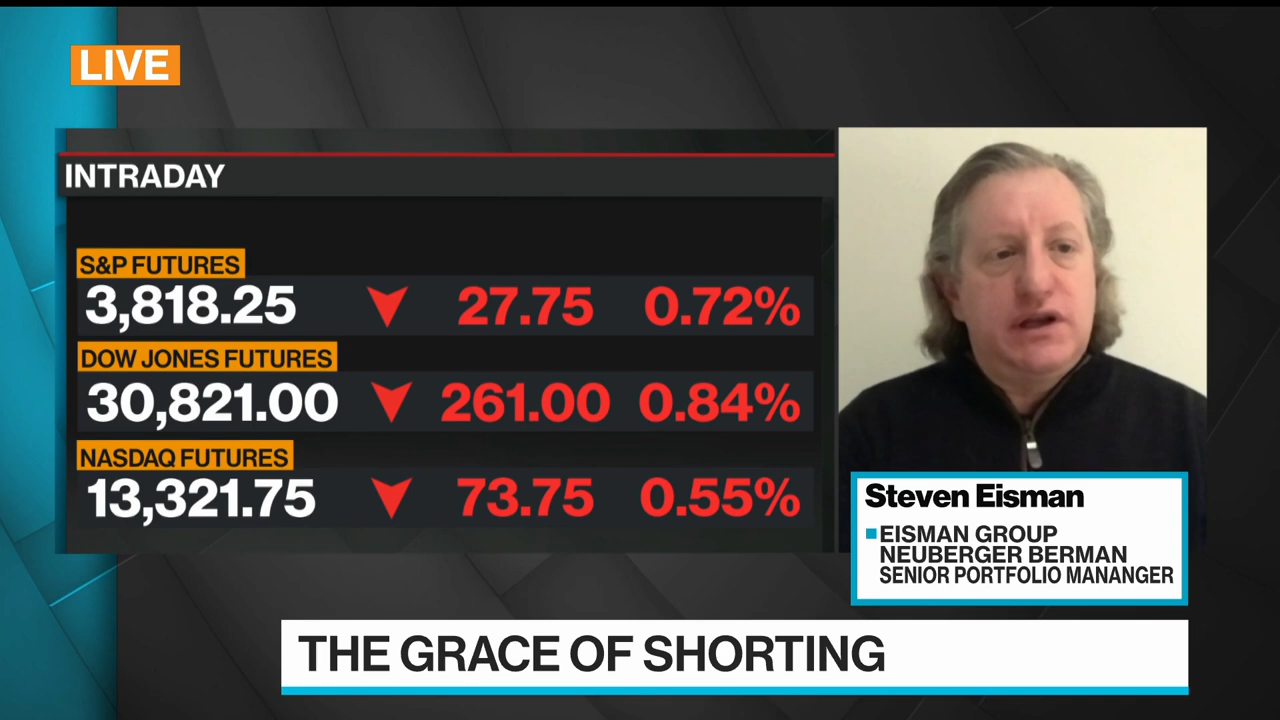 LIVE
INTRADAY
S&P FUTURES
3,818.25 27.75 0.72%
DOW JONES FUTURES
30,821.00 261.00 0.84%
NASDAQ FUTURES
13,321.75 73.75 0.55%
Steven Eisman
EISMAN GROUP
NEUBERGER BERMAN
SENIOR PORTFOLIO MANANGER
THE GRACE OF SHORTING